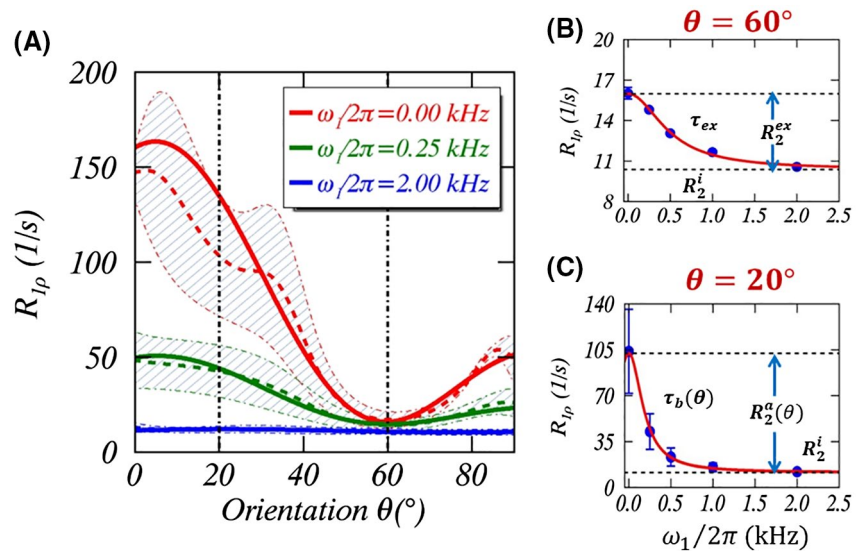 (A)
200
150
100
50
0
R₁ρ (1/s)
0 20 40 60 80
Orientation θ(°)
ω₁/2π=0.00 kHz
ω₁/2π=0.25 kHz
ω₁/2π=2.00 kHz
(B)
θ = 60°
20
17
14
11
8
R₁ρ (1/s)
τₑₓ
R₂ᵉˣ
R₂ⁱ
0.0 0.5 1.0 1.5 2.0 2.5
(C)
θ = 20°
140
105
70
35
0
R₁ρ (1/s)
τb(θ)
R₂ᵃ(θ)
R₂ⁱ
0.0 0.5 1.0 1.5 2.0 2.5
ω₁/2π (kHz)